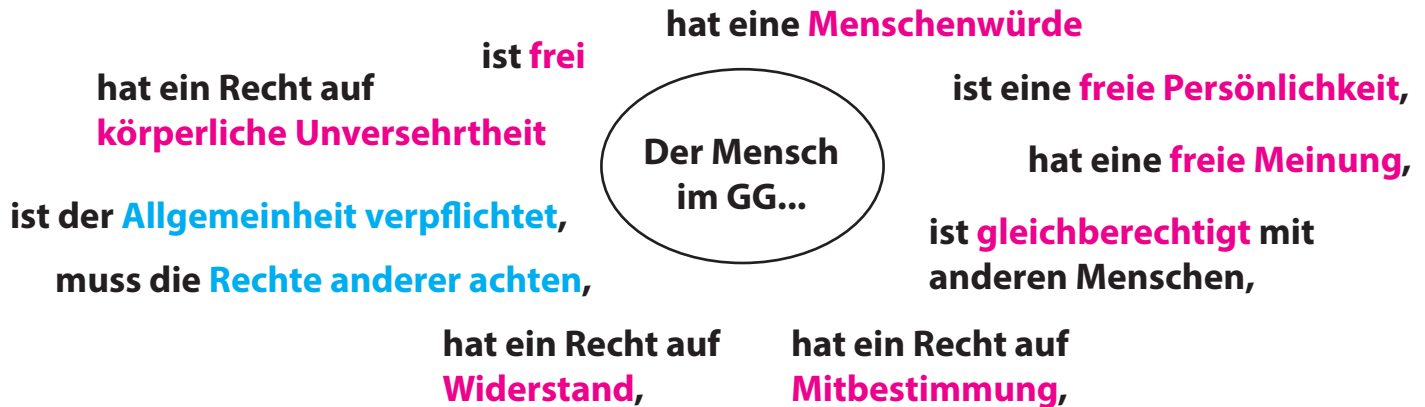 hat eine Menschenwürde
ist frei
hat ein Recht auf
körperliche Unversehrtheit
ist eine freie Persönlichkeit,
Der Mensch
im GG...
hat eine freie Meinung,
ist der Allgemeinheit verpflichtet,
ist gleichberechtigt mit
anderen Menschen,
muss die Rechte anderer achten,
hat ein Recht auf
Widerstand,
hat ein Recht auf
Mitbestimmung,